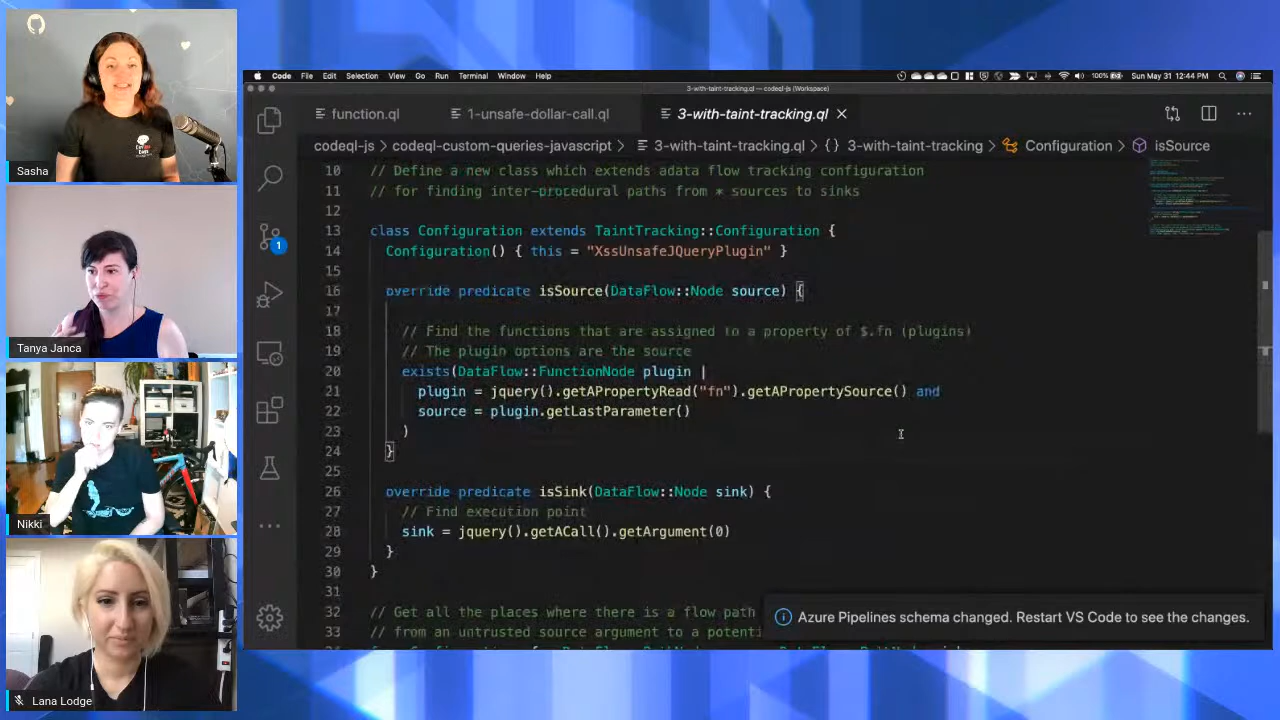 Sasha
Tanya Janca
Nikki
Lana Lodge
Code File Edit Selection View Go Run Terminal Window Help
100% Sun May 31 12:44 PM
3-with-taint-tracking.ql — codeql-js (Workspace)
function.ql 1-unsafe-dollar-call.ql 3-with-taint-tracking.ql
codeql-js > codeql-custom-queries-javascript > 3-with-taint-tracking.ql > {} 3-with-taint-tracking > Configuration > isSource
1
10 // Define a new class which extends adata flow tracking configuration
11 // for finding inter-procedural paths from * sources to sinks
12
13 class Configuration extends TaintTracking::Configuration {
14 Configuration() { this = "XssUnsafeJQueryPlugin" }
15
16 override predicate isSource(DataFlow::Node source) {
17
18 // Find the functions that are assigned to a property of $.fn (plugins)
19 // The plugin options are the source
20 exists(DataFlow::FunctionNode plugin |
21 plugin = jquery().getAPropertyRead("fn").getAPropertySource() and
22 source = plugin.getLastParameter()
23 )
24 }
25
26 override predicate isSink(DataFlow::Node sink) {
27 // Find execution point
28 sink = jquery().getACall().getArgument(0)
29 }
30 }
31
32 // Get all the places where there is a flow path
33 // from an untrusted source argument to a potenti
Azure Pipelines schema changed. Restart VS Code to see the changes.